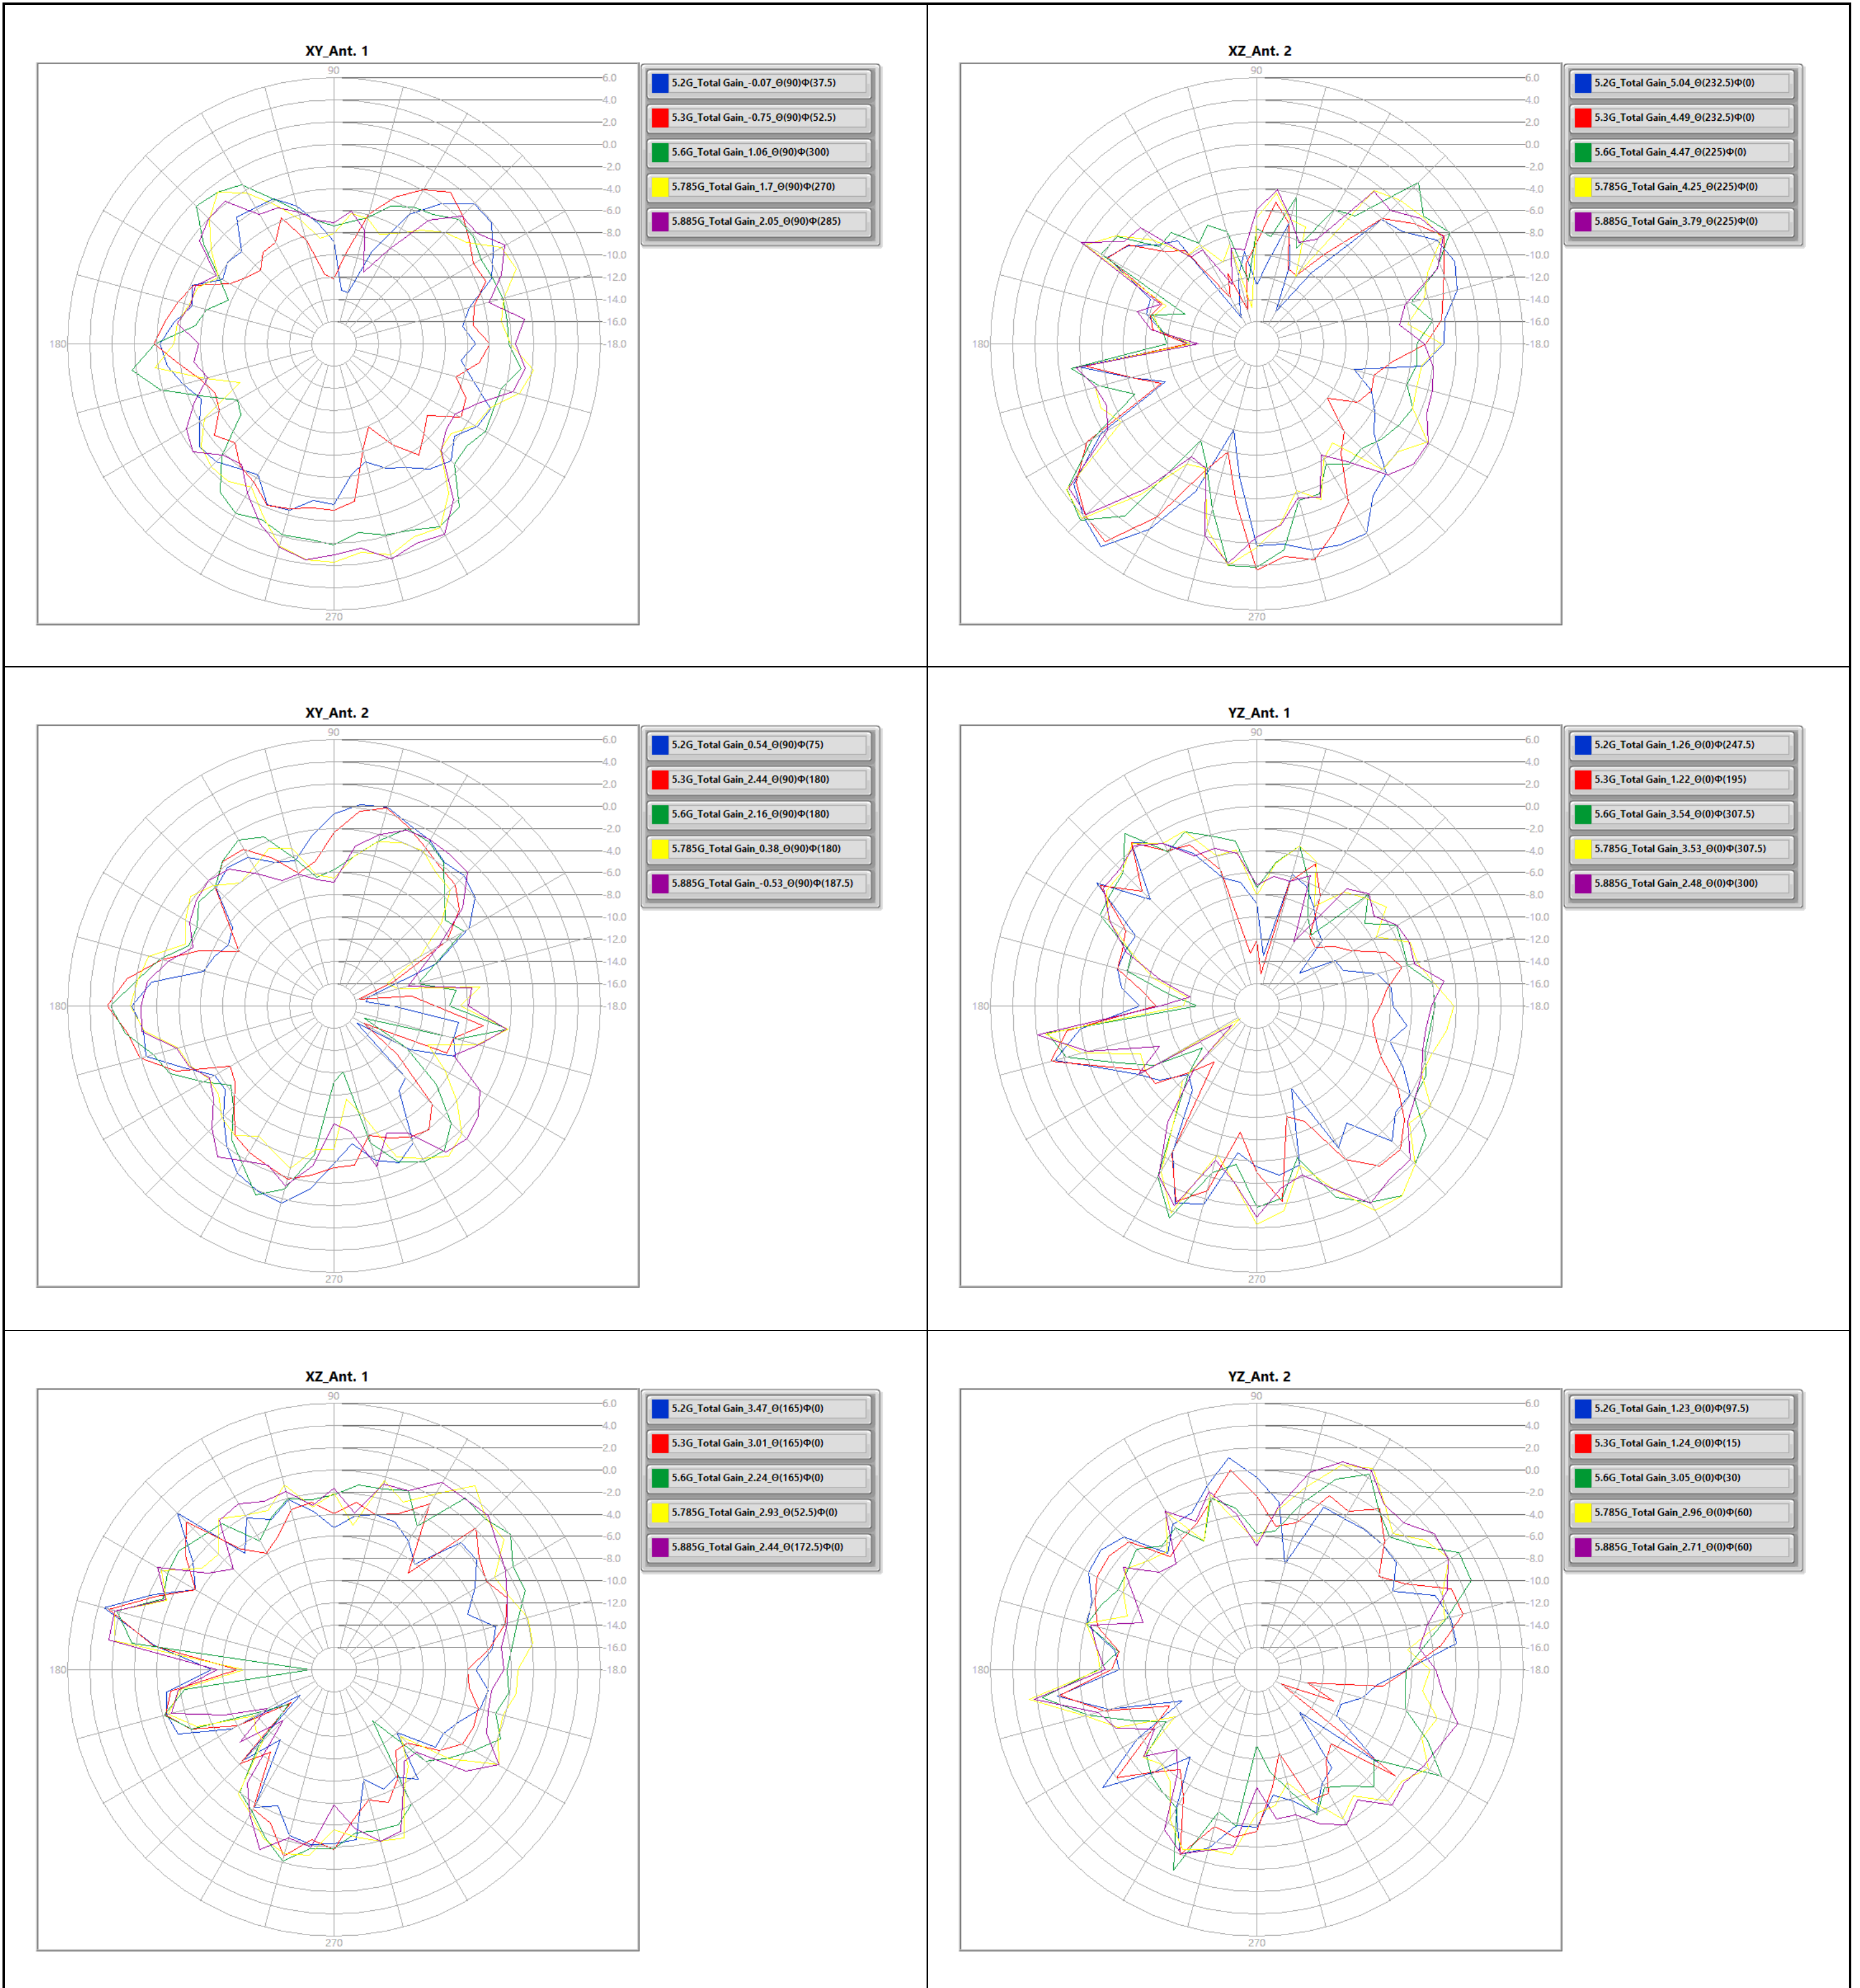 XY_Ant. 1
90
6.0
4.0
2.0
0.0
-2.0
-4.0
-6.0
-8.0
-10.0
-12.0
-14.0
-16.0
180
-18.0
270
5.2G_Total Gain_-0.07_Θ(90)Φ(37.5)
5.3G_Total Gain_-0.75_Θ(90)Φ(52.5)
5.6G_Total Gain_1.06_Θ(90)Φ(300)
5.785G_Total Gain_1.7_Θ(90)Φ(270)
5.885G_Total Gain_2.05_Θ(90)Φ(285)
XZ_Ant. 2
90
6.0
4.0
2.0
0.0
-2.0
-4.0
-6.0
-8.0
-10.0
-12.0
-14.0
-16.0
180
-18.0
270
5.2G_Total Gain_5.04_Θ(232.5)Φ(0)
5.3G_Total Gain_4.49_Θ(232.5)Φ(0)
5.6G_Total Gain_4.47_Θ(225)Φ(0)
5.785G_Total Gain_4.25_Θ(225)Φ(0)
5.885G_Total Gain_3.79_Θ(225)Φ(0)
XY_Ant. 2
90
6.0
4.0
2.0
0.0
-2.0
-4.0
-6.0
-8.0
-10.0
-12.0
-14.0
-16.0
180
-18.0
270
5.2G_Total Gain_0.54_Θ(90)Φ(75)
5.3G_Total Gain_2.44_Θ(90)Φ(180)
5.6G_Total Gain_2.16_Θ(90)Φ(180)
5.785G_Total Gain_0.38_Θ(90)Φ(180)
5.885G_Total Gain_-0.53_Θ(90)Φ(187.5)
YZ_Ant. 1
90
6.0
4.0
2.0
0.0
-2.0
-4.0
-6.0
-8.0
-10.0
-12.0
-14.0
-16.0
180
-18.0
270
5.2G_Total Gain_1.26_Θ(0)Φ(247.5)
5.3G_Total Gain_1.22_Θ(0)Φ(195)
5.6G_Total Gain_3.54_Θ(0)Φ(307.5)
5.785G_Total Gain_3.53_Θ(0)Φ(307.5)
5.885G_Total Gain_2.48_Θ(0)Φ(300)
XZ_Ant. 1
90
6.0
4.0
2.0
0.0
-2.0
-4.0
-6.0
-8.0
-10.0
-12.0
-14.0
-16.0
180
-18.0
270
5.2G_Total Gain_3.47_Θ(165)Φ(0)
5.3G_Total Gain_3.01_Θ(165)Φ(0)
5.6G_Total Gain_2.24_Θ(165)Φ(0)
5.785G_Total Gain_2.93_Θ(52.5)Φ(0)
5.885G_Total Gain_2.44_Θ(172.5)Φ(0)
YZ_Ant. 2
90
6.0
4.0
2.0
0.0
-2.0
-4.0
-6.0
-8.0
-10.0
-12.0
-14.0
-16.0
180
-18.0
270
5.2G_Total Gain_1.23_Θ(0)Φ(97.5)
5.3G_Total Gain_1.24_Θ(0)Φ(15)
5.6G_Total Gain_3.05_Θ(0)Φ(30)
5.785G_Total Gain_2.96_Θ(0)Φ(60)
5.885G_Total Gain_2.71_Θ(0)Φ(60)